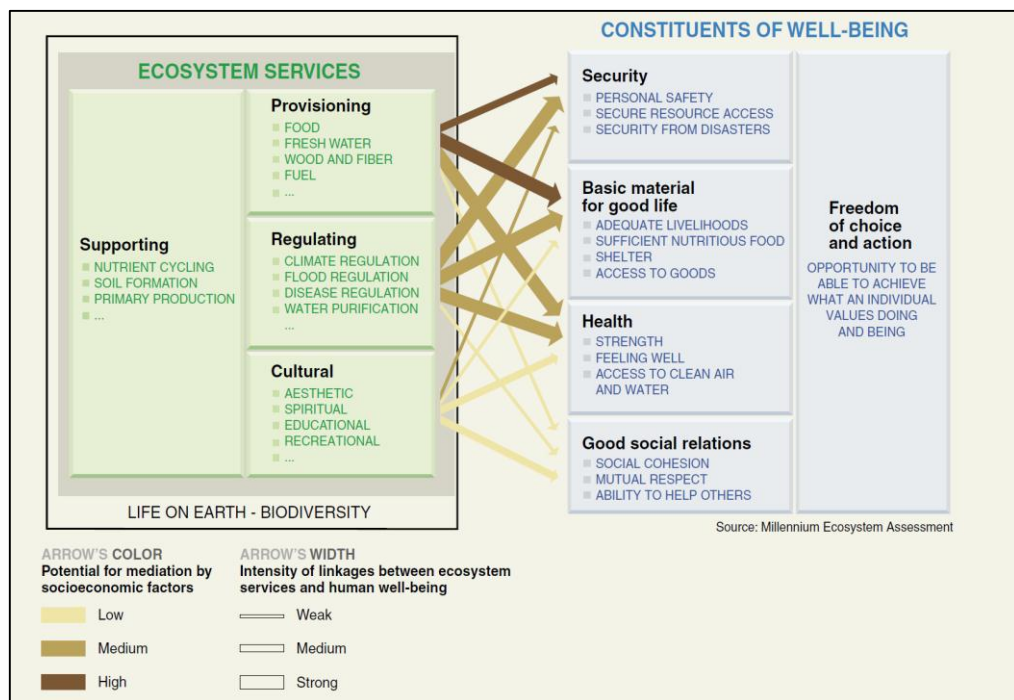 CONSTITUENTS OF WELL-BEING
ECOSYSTEM SERVICES
Supporting
NUTRIENT CYCLING
SOIL FORMATION
PRIMARY PRODUCTION
...
Provisioning
FOOD
FRESH WATER
WOOD AND FIBER
FUEL
...
Regulating
CLIMATE REGULATION
FLOOD REGULATION
DISEASE REGULATION
WATER PURIFICATION
...
Cultural
AESTHETIC
SPIRITUAL
EDUCATIONAL
RECREATIONAL
...
LIFE ON EARTH - BIODIVERSITY
Security
PERSONAL SAFETY
SECURE RESOURCE ACCESS
SECURITY FROM DISASTERS
Basic material
for good life
ADEQUATE LIVELIHOODS
SUFFICIENT NUTRITIOUS FOOD
SHELTER
ACCESS TO GOODS
Health
STRENGTH
FEELING WELL
ACCESS TO CLEAN AIR
AND WATER
Good social relations
SOCIAL COHESION
MUTUAL RESPECT
ABILITY TO HELP OTHERS
Freedom
of choice
and action
OPPORTUNITY TO BE
ABLE TO ACHIEVE
WHAT AN INDIVIDUAL
VALUES DOING
AND BEING
Source: Millennium Ecosystem Assessment
ARROW'S COLOR
Potential for mediation by
socioeconomic factors
Low
Medium
High
ARROW'S WIDTH
Intensity of linkages between ecosystem
services and human well-being
Weak
Medium
Strong